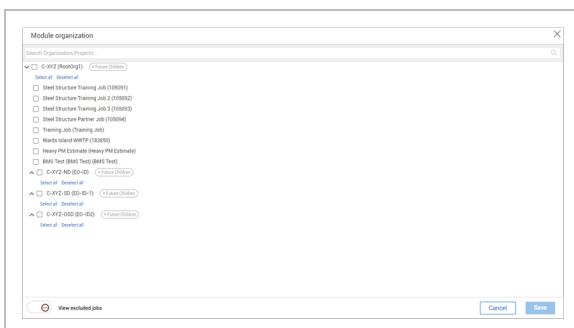 Module organization
Search Organization/Projects...
C-XYZ (RootOrg1) + Future Children
Select all Deselect all
Steel Structure Training Job (105091)
Steel Structure Training Job 2 (105092)
Steel Structure Training Job 3 (105093)
Steel Structure Partner Job (105094)
Training Job (Training Job)
Wards Island WWTP (183850)
Heavy PM Estimate (Heavy PM Estimate)
BMS Test (BMS Test) (BMS Test)
C-XYZ-ND (EO-ID) + Future Children
Select all Deselect all
C-XYZ-SD (EO-ID-1) + Future Children
Select all Deselect all
C-XYZ-OSD (EO-ID2) + Future Children
Select all Deselect all
View excluded jobs
Cancel Save